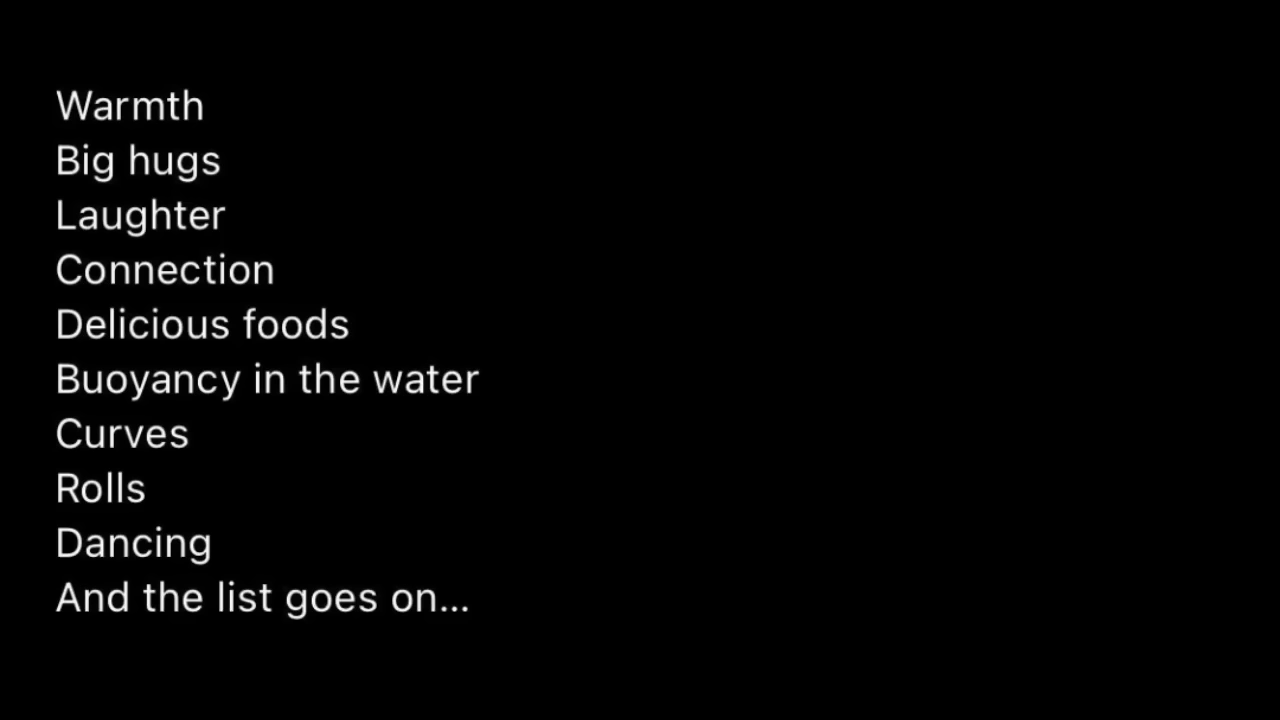 Warmth
Big hugs
Laughter
Connection
Delicious foods
Buoyancy in the water
Curves
Rolls
Dancing
And the list goes on...